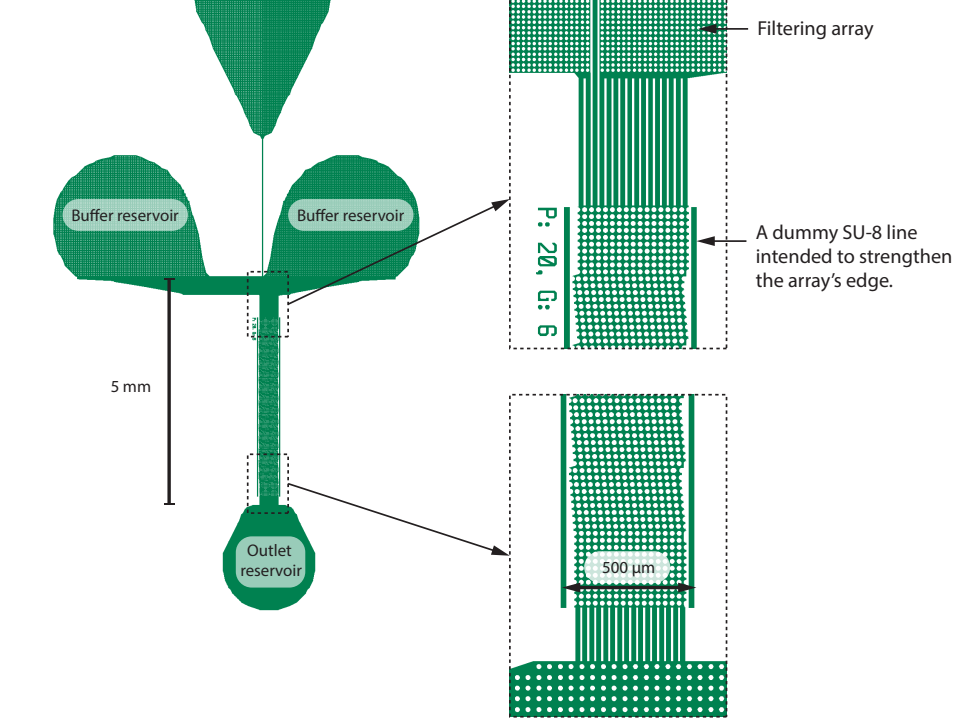 Filtering array
Buffer reservoir
Buffer reservoir
P: 20, G: 6
A dummy SU-8 line
intended to strengthen
the array's edge.
5 mm
500 µm
Outlet
reservoir